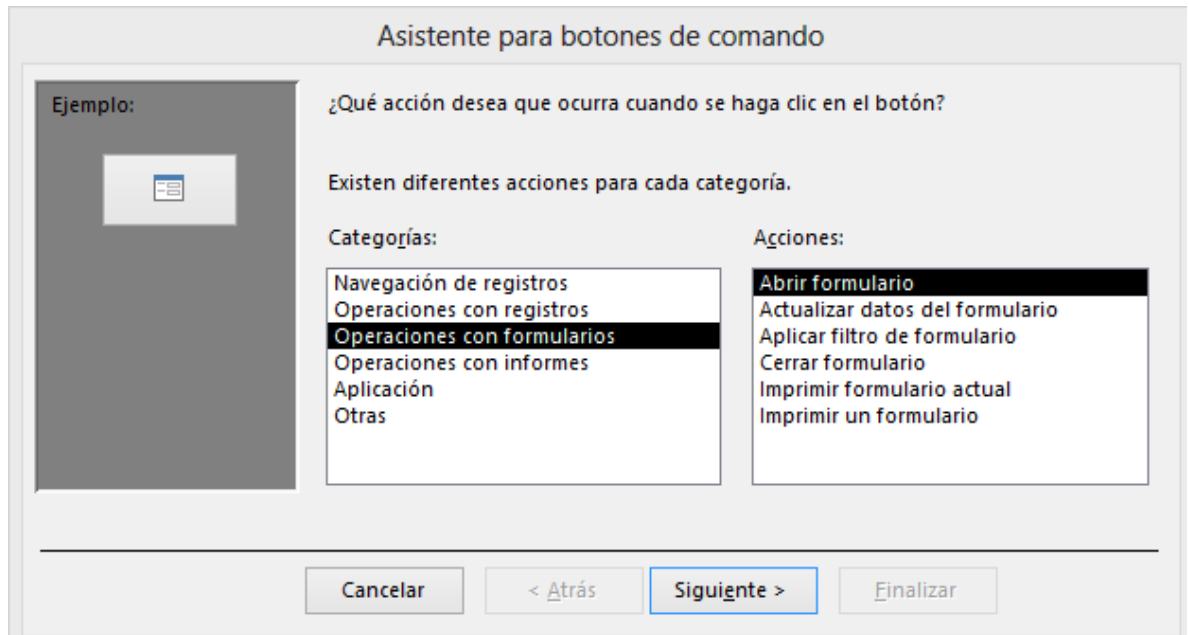 Asistente para botones de comando
Ejemplo:
¿Qué acción desea que ocurra cuando se haga clic en el botón?
Existen diferentes acciones para cada categoría.
Categorías:
Navegación de registros
Operaciones con registros
Operaciones con formularios
Operaciones con informes
Aplicación
Otras
Acciones:
Abrir formulario
Actualizar datos del formulario
Aplicar filtro de formulario
Cerrar formulario
Imprimir formulario actual
Imprimir un formulario
Cancelar
< Atrás
Siguiente >
Finalizar